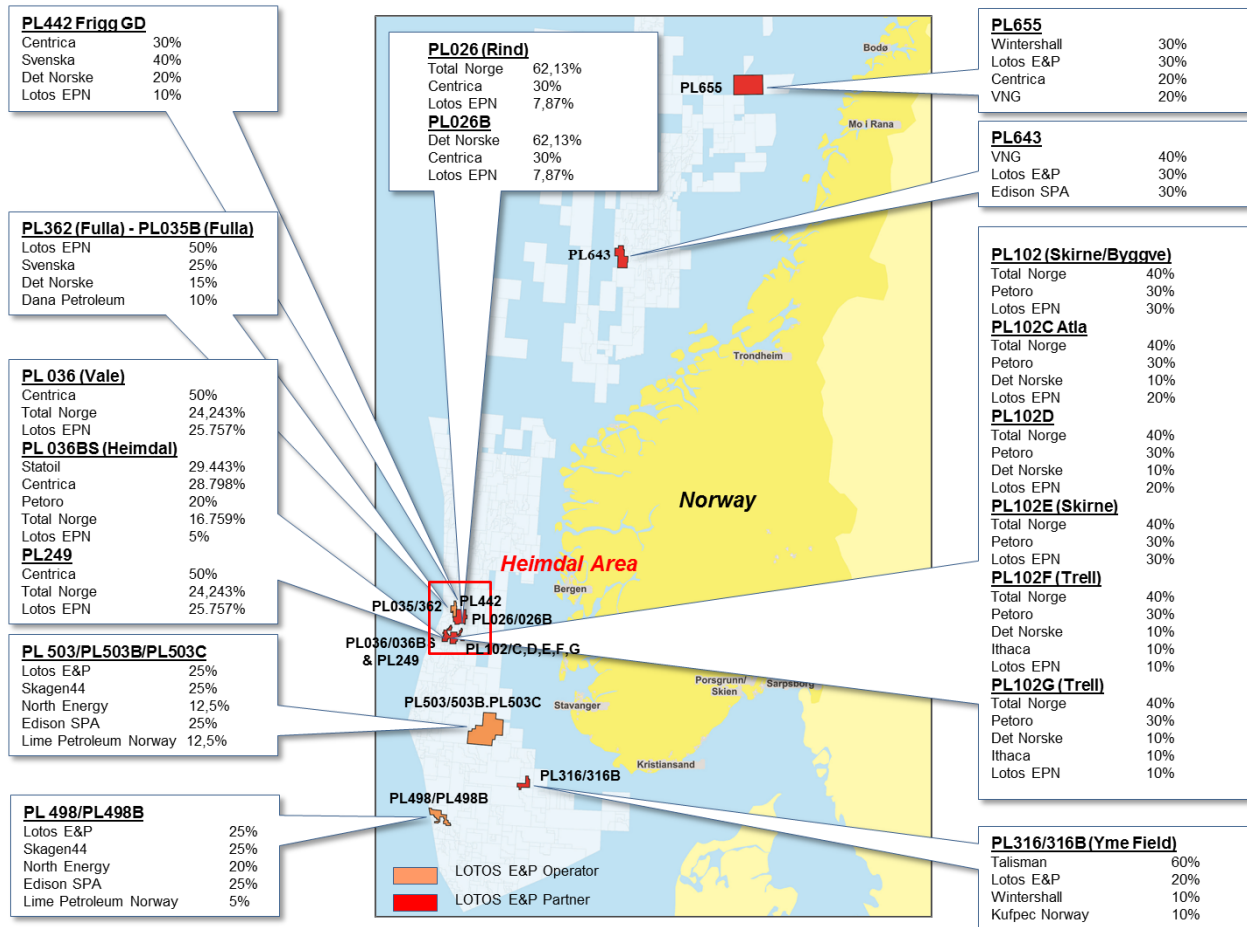 PL442 Frigg GD
Centrica 30%
Svenska 40%
Det Norske 20%
Lotos EPN 10%
PL362 (Fulla) - PL035B (Fulla)
Lotos EPN 50%
Svenska 25%
Det Norske 15%
Dana Petroleum 10%
PL 036 (Vale)
Centrica 50%
Total Norge 24,243%
Lotos EPN 25.757%
PL 036BS (Heimdal)
Statoil 29.443%
Centrica 28.798%
Petoro 20%
Total Norge 16.759%
Lotos EPN 5%
PL249
Centrica 50%
Total Norge 24,243%
Lotos EPN 25.757%
PL 503/PL503B/PL503C
Lotos E&P 25%
Skagen44 25%
North Energy 12,5%
Edison SPA 25%
Lime Petroleum Norway 12,5%
PL 498/PL498B
Lotos E&P 25%
Skagen44 25%
North Energy 20%
Edison SPA 25%
Lime Petroleum Norway 5%
PL026 (Rind)
Total Norge 62,13%
Centrica 30%
Lotos EPN 7,87%
PL026B
Det Norske 62,13%
Centrica 30%
Lotos EPN 7,87%
Bodø
PL655
Mo i Rana
PL643
Trondheim
Norway
Heimdal Area
Bergen
PL442
PL035/362
PL026/026B
PL036/036BS
& PL249
PL102/C,D,E,F,G
Porsgrunn/
Skien
Sarpsborg
PL503/503B.PL503C
Stavanger
Kristiansand
PL316/316B
PL498/PL498B
LOTOS E&P Operator
LOTOS E&P Partner
PL655
Wintershall 30%
Lotos E&P 30%
Centrica 20%
VNG 20%
PL643
VNG 40%
Lotos E&P 30%
Edison SPA 30%
PL102 (Skirne/Byggve)
Total Norge 40%
Petoro 30%
Lotos EPN 30%
PL102C Atla
Total Norge 40%
Petoro 30%
Det Norske 10%
Lotos EPN 20%
PL102D
Total Norge 40%
Petoro 30%
Det Norske 10%
Lotos EPN 20%
PL102E (Skirne)
Total Norge 40%
Petoro 30%
Lotos EPN 30%
PL102F (Trell)
Total Norge 40%
Petoro 30%
Det Norske 10%
Ithaca 10%
Lotos EPN 10%
PL102G (Trell)
Total Norge 40%
Petoro 30%
Det Norske 10%
Ithaca 10%
Lotos EPN 10%
PL316/316B (Yme Field)
Talisman 60%
Lotos E&P 20%
Wintershall 10%
Kufpec Norway 10%